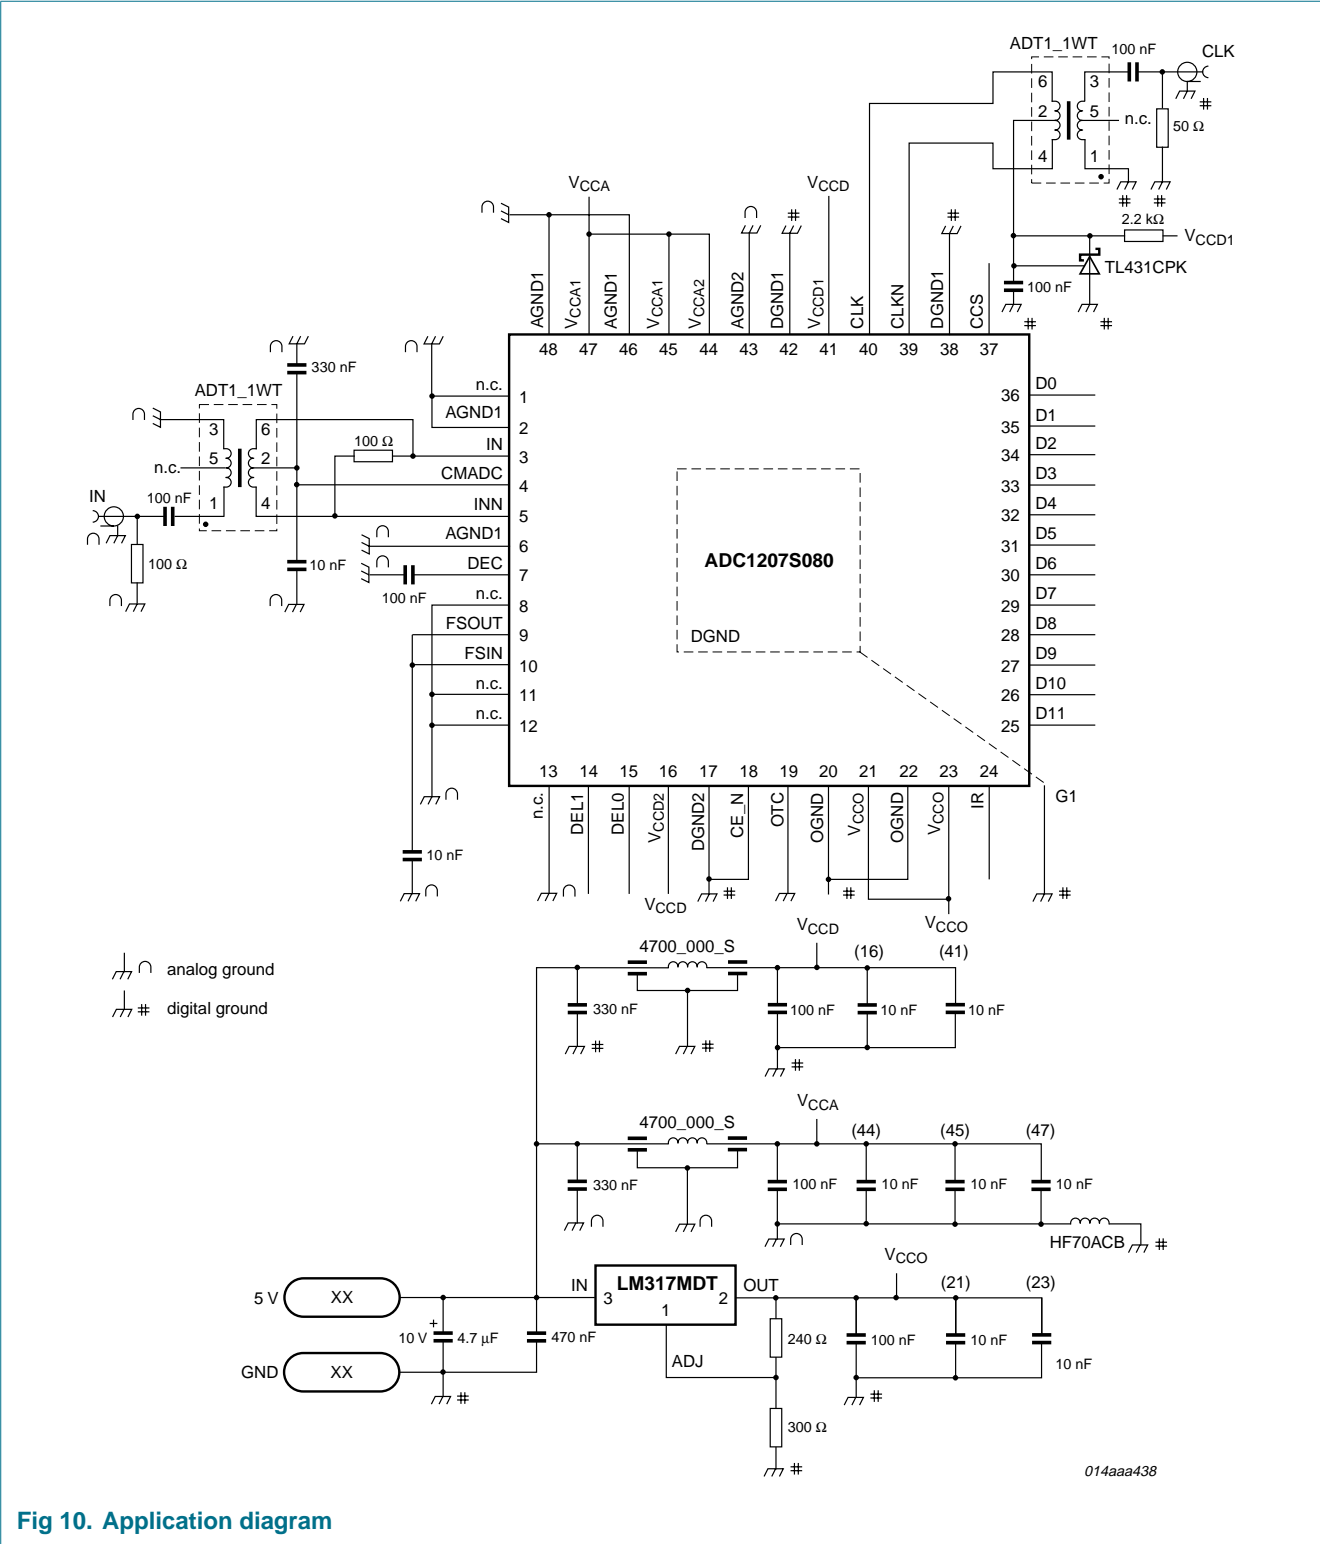 ADT1_1WT
100 nF
CLK
6
3
2
5
n.c.
50 Ω
4
1
#
#
#
2.2 kΩ
VCCD1
TL431CPK
100 nF
#
#
VCCA
VCCD
#
#
AGND1
VCCA1
AGND1
VCCA1
VCCA2
AGND2
DGND1
VCCD1
CLK
CLKN
DGND1
CCS
48
47
46
45
44
43
42
41
40
39
38
37
330 nF
ADT1_1WT
3
6
5
2
n.c.
1
4
IN
100 nF
100 Ω
100 Ω
10 nF
100 nF
n.c.
1
AGND1
2
IN
3
CMADC
4
INN
5
AGND1
6
DEC
7
n.c.
8
FSOUT
9
FSIN
10
n.c.
11
n.c.
12
ADC1207S080
DGND
36
D0
35
D1
34
D2
33
D3
32
D4
31
D5
30
D6
29
D7
28
D8
27
D9
26
D10
25
D11
13
14
15
16
17
18
19
20
21
22
23
24
n.c.
DEL1
DEL0
VCCD2
DGND2
CE_N
OTC
OGND
VCCO
OGND
VCCO
IR
G1
10 nF
VCCD
#
#
VCCO
#
analog ground
# digital ground
4700_000_S
VCCD
(16)
(41)
330 nF
100 nF
10 nF
10 nF
#
#
#
4700_000_S
VCCA
(44)
(45)
(47)
330 nF
100 nF
10 nF
10 nF
10 nF
HF70ACB
#
5 V
XX
GND
XX
+
10 V
4.7 μF
470 nF
#
IN
3
LM317MDT
2
OUT
1
ADJ
240 Ω
300 Ω
#
VCCO
(21)
(23)
100 nF
10 nF
10 nF
#
014aaa438
Fig 10. Application diagram